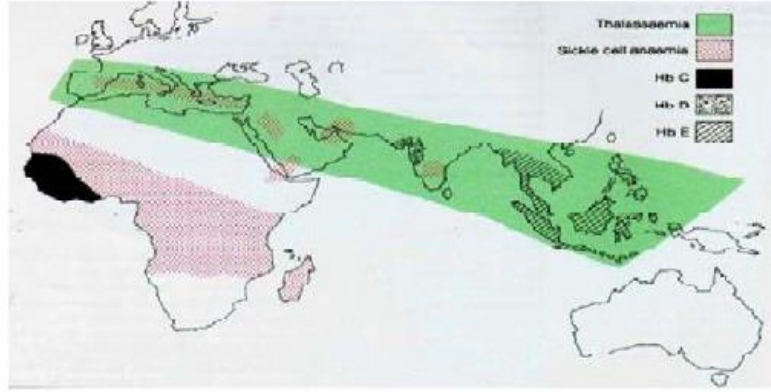 Thalassaemia
Sickle cell anaemia
Hb C
Hb D
Hb E